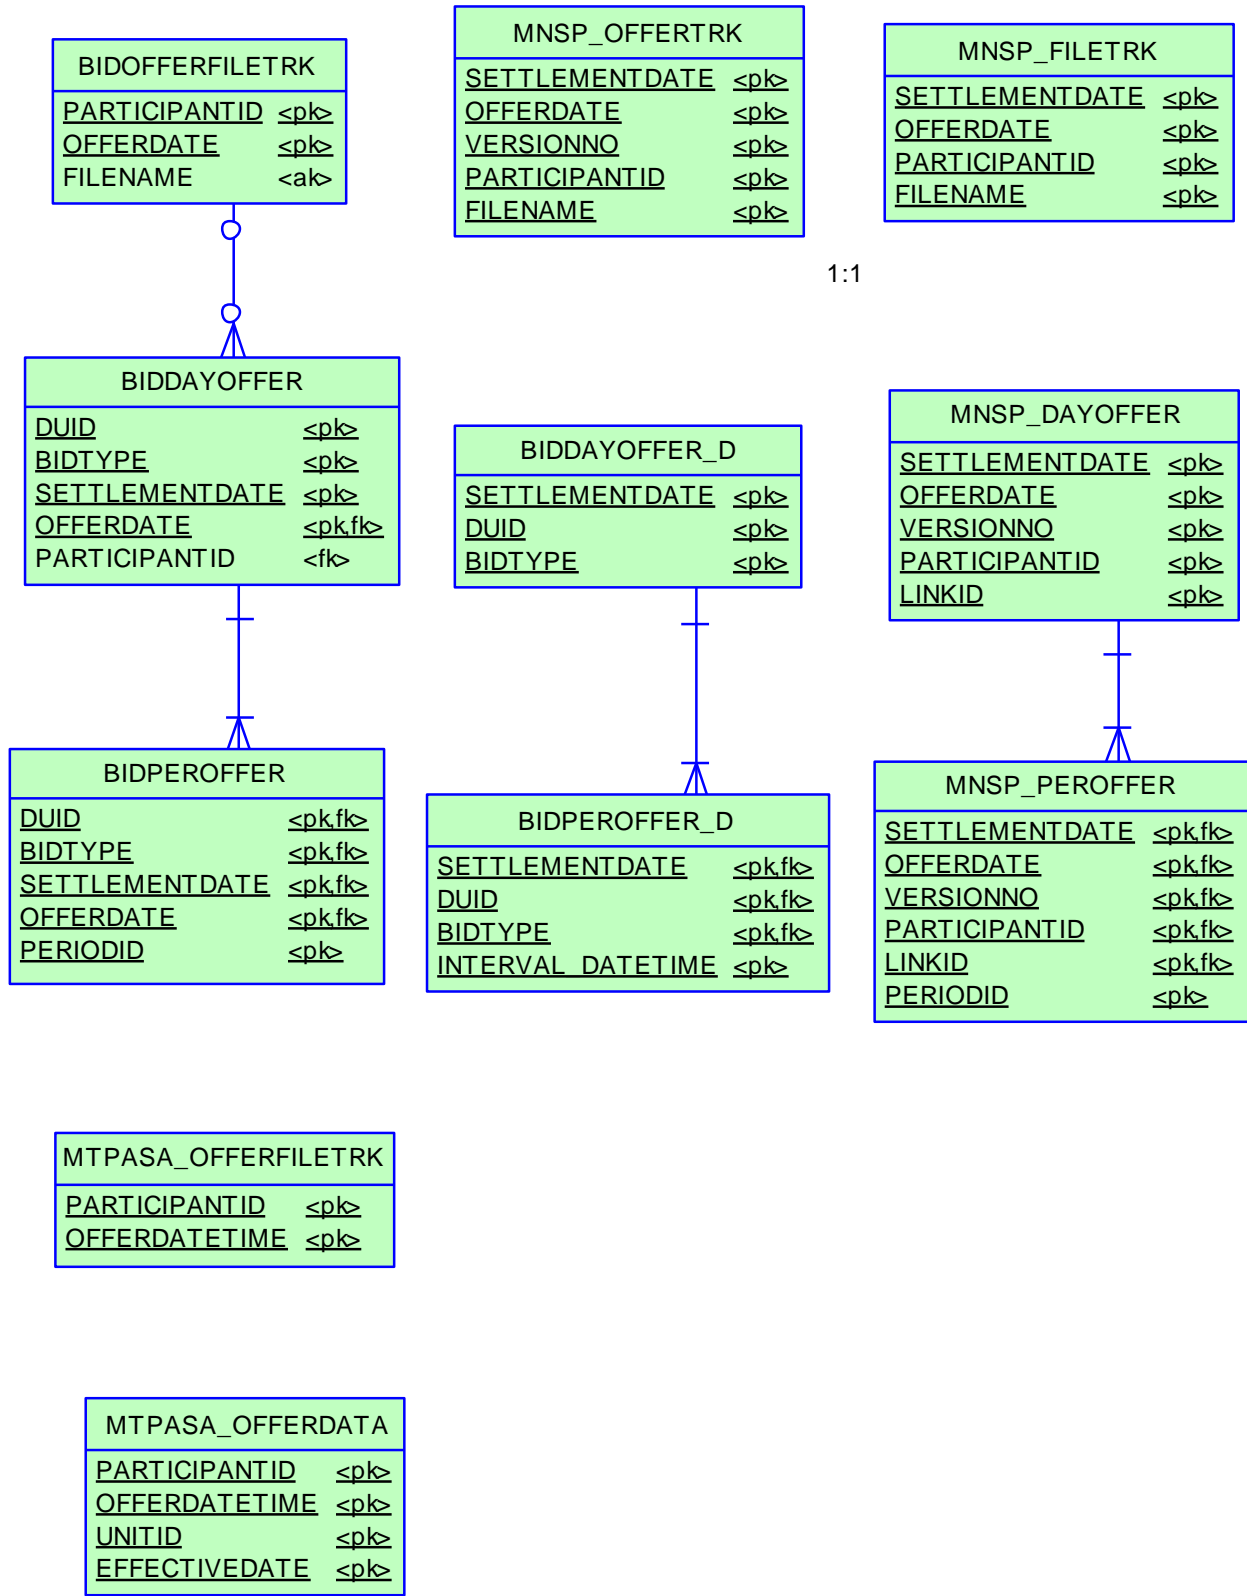 BIDOFFERFILETRK
PARTICIPANTID <pk>
OFFERDATE <pk>
FILENAME <ak>
MNSP_OFFERTRK
SETTLEMENTDATE <pk>
OFFERDATE <pk>
VERSIONNO <pk>
PARTICIPANTID <pk>
FILENAME <pk>
MNSP_FILETRK
SETTLEMENTDATE <pk>
OFFERDATE <pk>
PARTICIPANTID <pk>
FILENAME <pk>
1:1
BIDDAYOFFER
DUID <pk>
BIDTYPE <pk>
SETTLEMENTDATE <pk>
OFFERDATE <pk,fk>
PARTICIPANTID <fk>
BIDDAYOFFER_D
SETTLEMENTDATE <pk>
DUID <pk>
BIDTYPE <pk>
MNSP_DAYOFFER
SETTLEMENTDATE <pk>
OFFERDATE <pk>
VERSIONNO <pk>
PARTICIPANTID <pk>
LINKID <pk>
BIDPEROFFER
DUID <pk,fk>
BIDTYPE <pk,fk>
SETTLEMENTDATE <pk,fk>
OFFERDATE <pk,fk>
PERIODID <pk>
BIDPEROFFER_D
SETTLEMENTDATE <pk,fk>
DUID <pk,fk>
BIDTYPE <pk,fk>
INTERVAL_DATETIME <pk>
MNSP_PEROFFER
SETTLEMENTDATE <pk,fk>
OFFERDATE <pk,fk>
VERSIONNO <pk,fk>
PARTICIPANTID <pk,fk>
LINKID <pk,fk>
PERIODID <pk>
MTPASA_OFFERFILETRK
PARTICIPANTID <pk>
OFFERDATETIME <pk>
MTPASA_OFFERDATA
PARTICIPANTID <pk>
OFFERDATETIME <pk>
UNITID <pk>
EFFECTIVEDATE <pk>